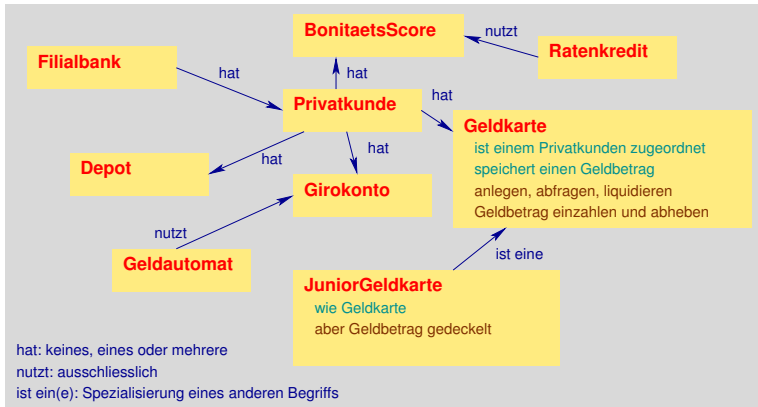 BonitaetsScore
nutzt
Ratenkredit
Filialbank
hat
hat
Privatkunde
hat
Geldkarte
ist einem Privatkunden zugeordnet
speichert einen Geldbetrag
anlegen, abfragen, liquidieren
Geldbetrag einzahlen und abheben
hat
hat
Depot
Girokonto
nutzt
Geldautomat
ist eine
JuniorGeldkarte
wie Geldkarte
aber Geldbetrag gedeckelt
hat: keines, eines oder mehrere
nutzt: ausschliesslich
ist ein(e): Spezialisierung eines anderen Begriffs